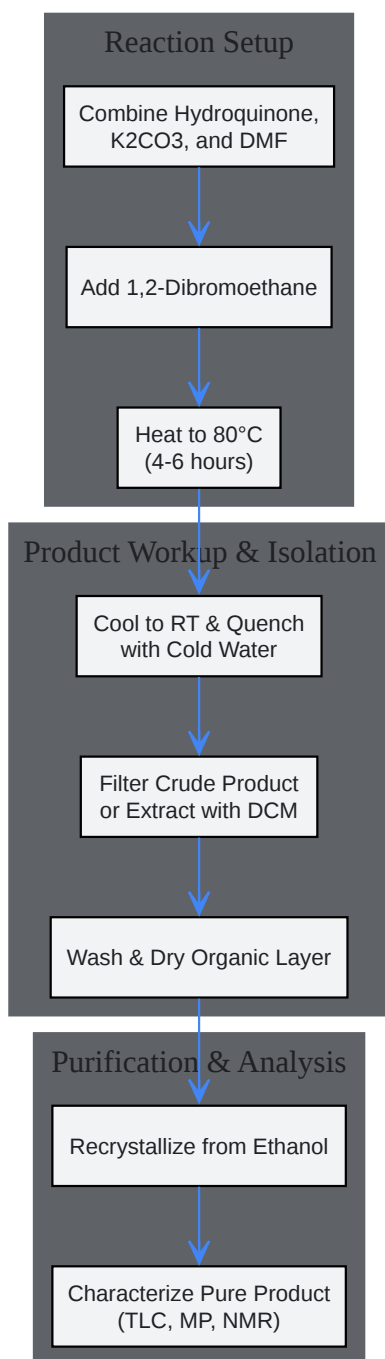 Reaction Setup
Combine Hydroquinone,
K2CO3, and DMF
Add 1,2-Dibromoethane
Heat to 80°C
(4-6 hours)
Product Workup & Isolation
Cool to RT & Quench
with Cold Water
Filter Crude Product
or Extract with DCM
Wash & Dry Organic Layer
Purification & Analysis
Recrystallize from Ethanol
Characterize Pure Product
(TLC, MP, NMR)